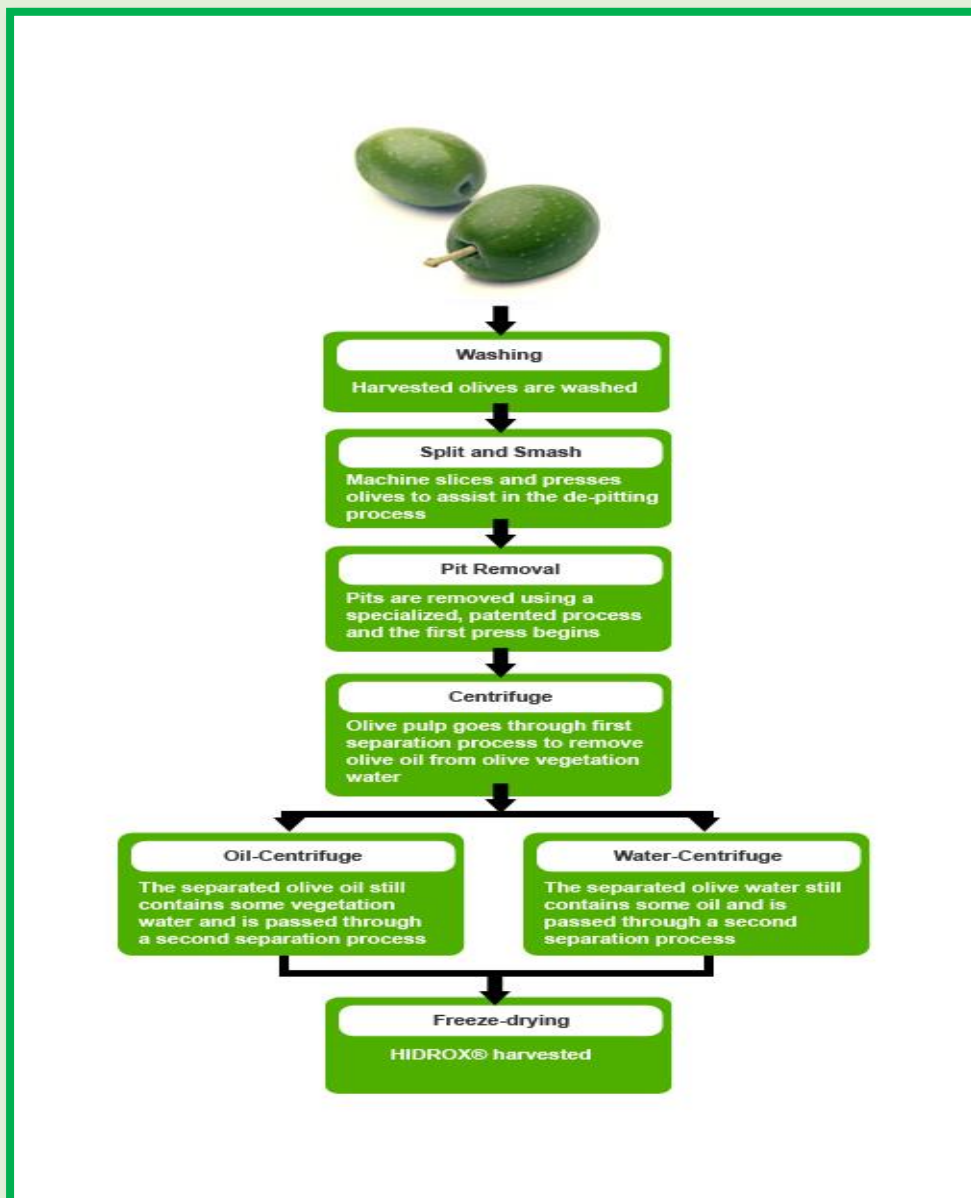 Washing
Harvested olives are washed
Split and Smash
Machine slices and presses
olives to assist in the de-pitting
process
Pit Removal
Pits are removed using a
specialized, patented process
and the first press begins
Centrifuge
Olive pulp goes through first
separation process to remove
olive oil from olive vegetation
water
Oil-Centrifuge
The separated olive oil still
contains some vegetation
water and is passed through
a second separation process
Water-Centrifuge
The separated olive water still
contains some oil and is
passed through a second
separation process
Freeze-drying
HIDROX® harvested